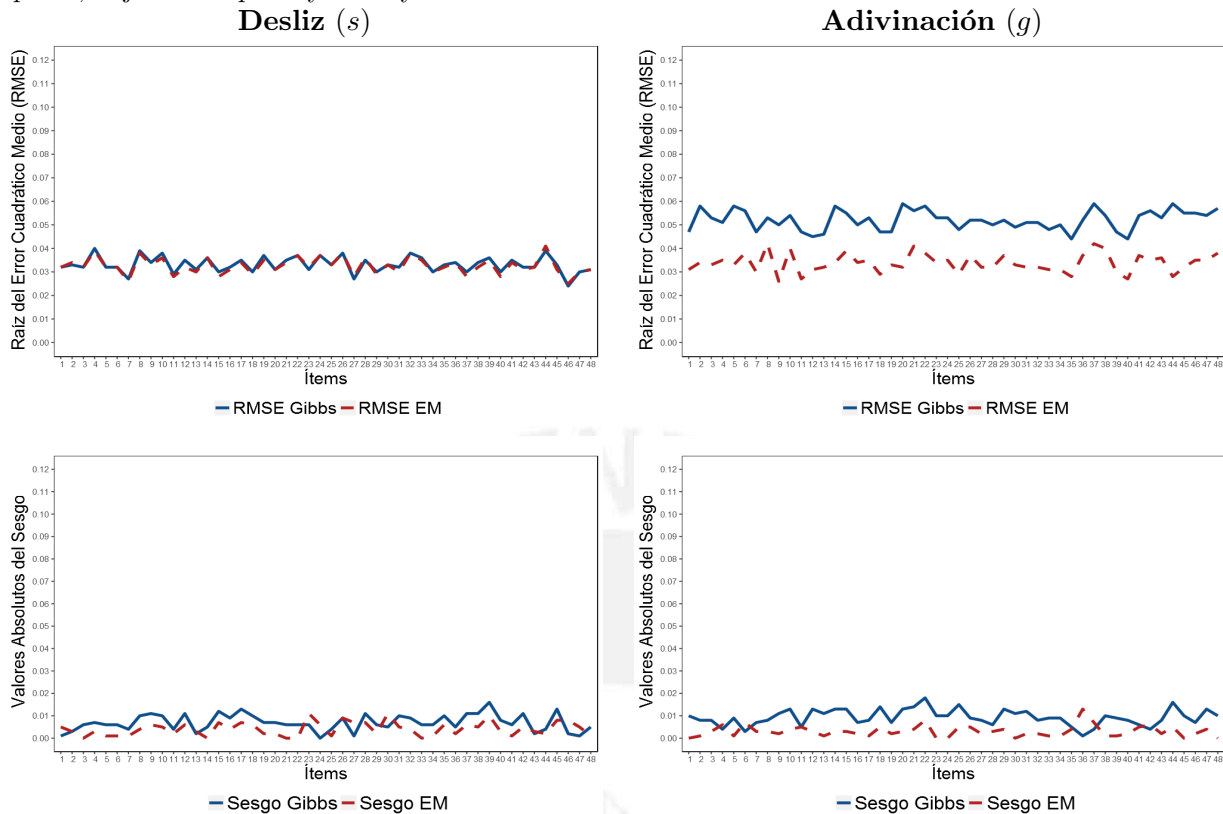 Desliz (s)
Adivinación (g)
Raíz del Error Cuadrático Medio (RMSE)
0.12
0.11
0.10
0.09
0.08
0.07
0.06
0.05
0.04
0.03
0.02
0.01
0.00
1 2 3 4 5 6 7 8 9 10 11 12 13 14 15 16 17 18 19 20 21 22 23 24 25 26 27 28 29 30 31 32 33 34 35 36 37 38 39 40 41 42 43 44 45 46 47 48
Ítems
RMSE Gibbs RMSE EM
Raíz del Error Cuadrático Medio (RMSE)
0.12
0.11
0.10
0.09
0.08
0.07
0.06
0.05
0.04
0.03
0.02
0.01
0.00
1 2 3 4 5 6 7 8 9 10 11 12 13 14 15 16 17 18 19 20 21 22 23 24 25 26 27 28 29 30 31 32 33 34 35 36 37 38 39 40 41 42 43 44 45 46 47 48
Ítems
RMSE Gibbs RMSE EM
Valores Absolutos del Sesgo
0.12
0.11
0.10
0.09
0.08
0.07
0.06
0.05
0.04
0.03
0.02
0.01
0.00
1 2 3 4 5 6 7 8 9 10 11 12 13 14 15 16 17 18 19 20 21 22 23 24 25 26 27 28 29 30 31 32 33 34 35 36 37 38 39 40 41 42 43 44 45 46 47 48
Ítems
Sesgo Gibbs Sesgo EM
Valores Absolutos del Sesgo
0.12
0.11
0.10
0.09
0.08
0.07
0.06
0.05
0.04
0.03
0.02
0.01
0.00
1 2 3 4 5 6 7 8 9 10 11 12 13 14 15 16 17 18 19 20 21 22 23 24 25 26 27 28 29 30 31 32 33 34 35 36 37 38 39 40 41 42 43 44 45 46 47 48
Ítems
Sesgo Gibbs Sesgo EM